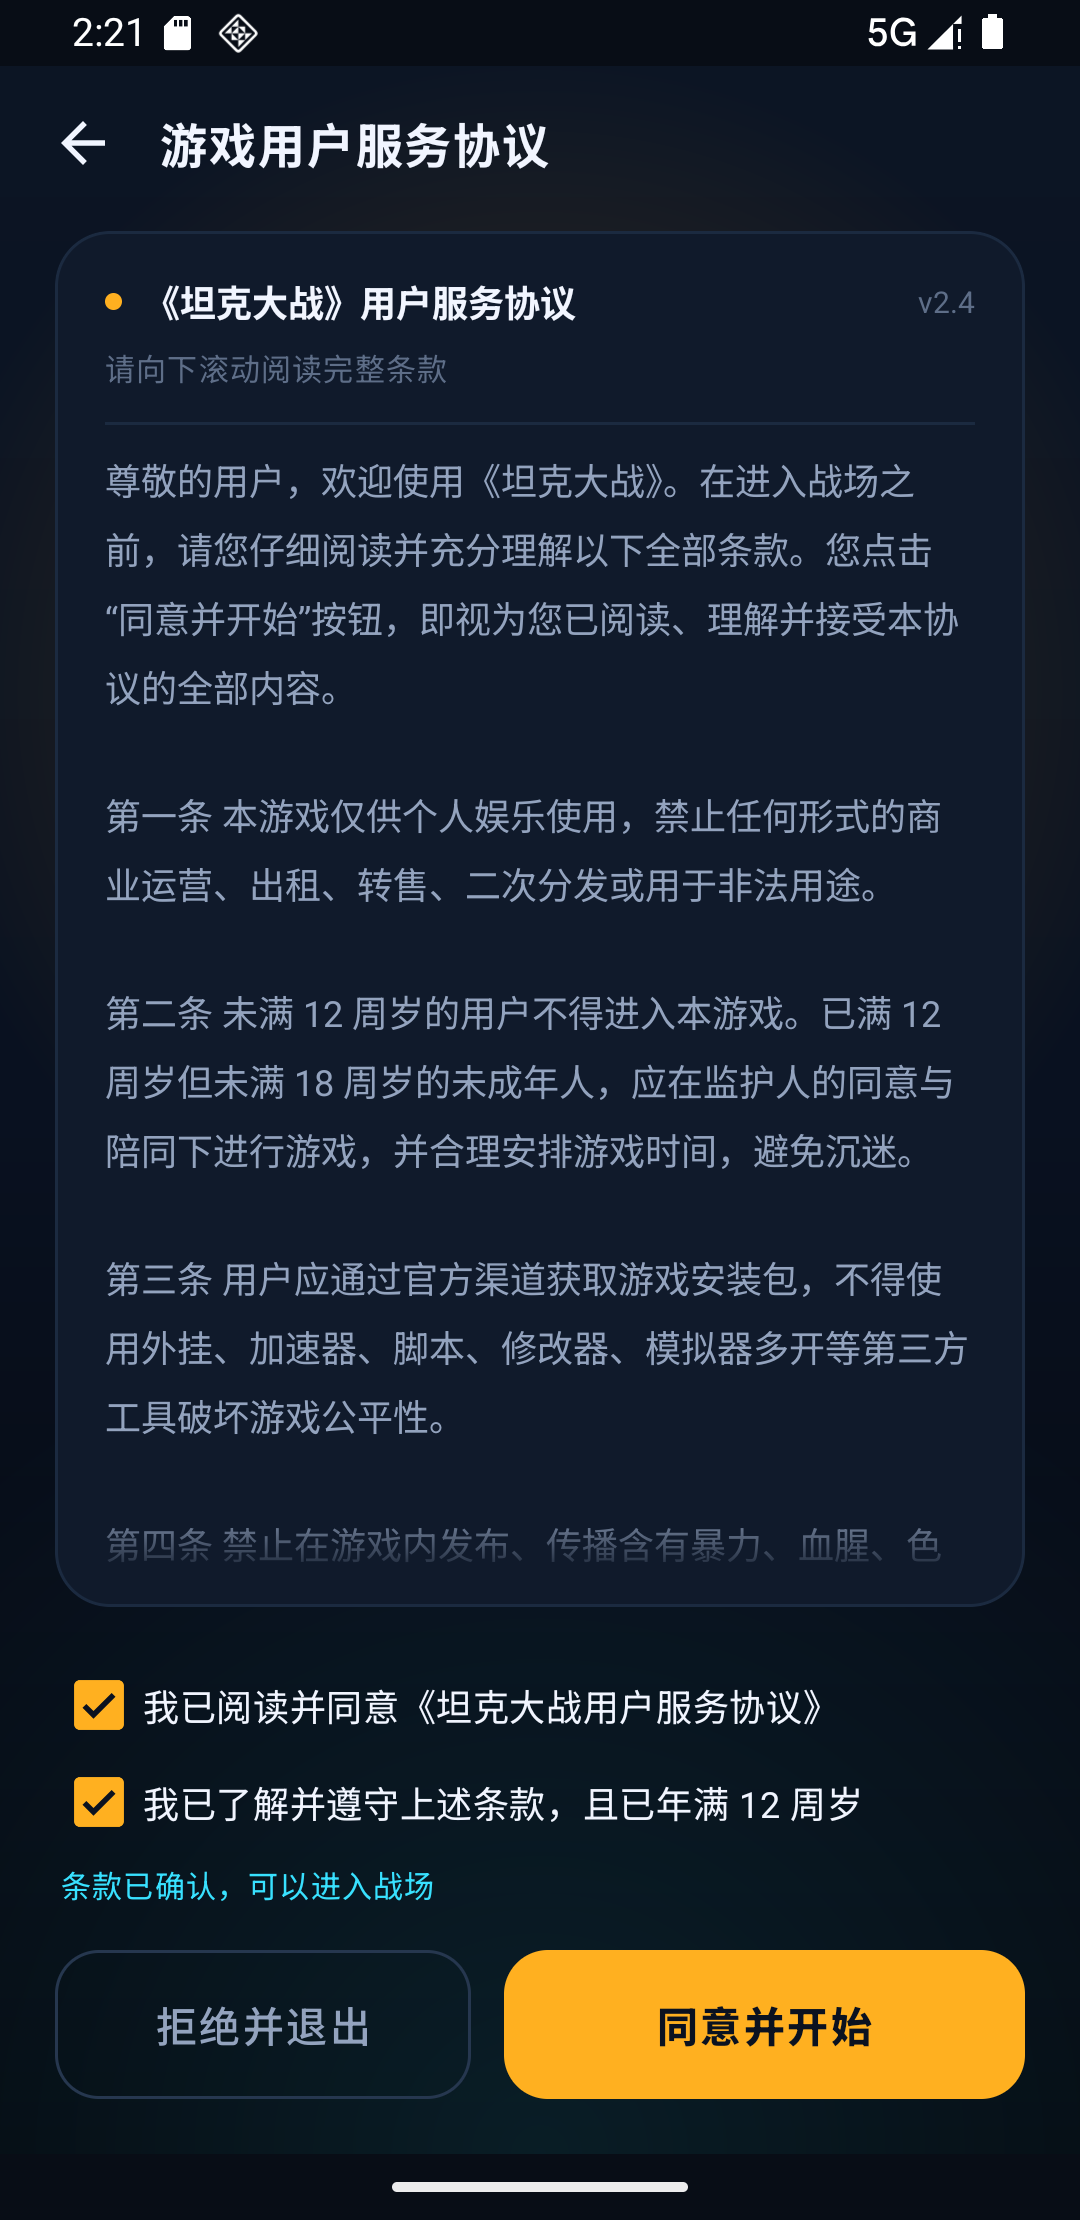 2:21
5G
游戏用户服务协议
《坦克大战》用户服务协议
v2.4
请向下滚动阅读完整条款
尊敬的用户，欢迎使用《坦克大战》。在进入战场之
前，请您仔细阅读并充分理解以下全部条款。您点击
“同意并开始”按钮，即视为您已阅读、理解并接受本协
议的全部内容。
第一条 本游戏仅供个人娱乐使用，禁止任何形式的商
业运营、出租、转售、二次分发或用于非法用途。
第二条 未满 12 周岁的用户不得进入本游戏。已满 12
周岁但未满 18 周岁的未成年人，应在监护人的同意与
陪同下进行游戏，并合理安排游戏时间，避免沉迷。
第三条 用户应通过官方渠道获取游戏安装包，不得使
用外挂、加速器、脚本、修改器、模拟器多开等第三方
工具破坏游戏公平性。
第四条 禁止在游戏内发布、传播含有暴力、血腥、色
我已阅读并同意《坦克大战用户服务协议》
我已了解并遵守上述条款，且已年满 12 周岁
条款已确认，可以进入战场
拒绝并退出
同意并开始